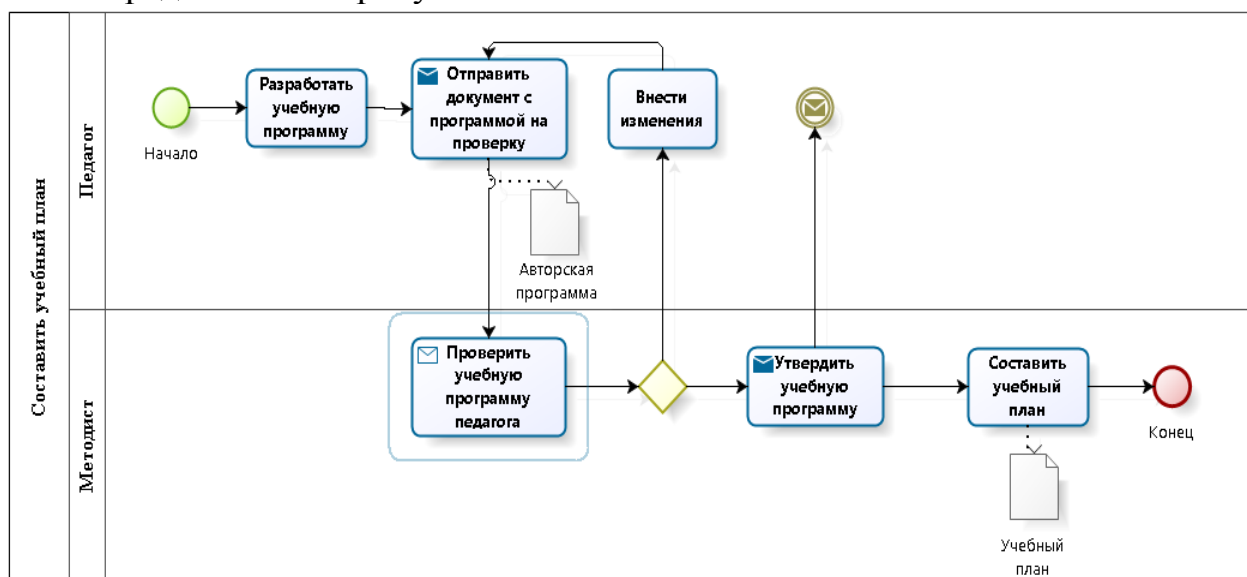 Составить учебный план
Педагог
Начало
Разработать
учебную
программу
Отправить
документ с
программой на
проверку
Авторская
программа
Внести
изменения
Методист
Проверить
учебную
программу
педагога
Утвердить
учебную
программу
Составить
учебный
план
Учебный
план
Конец